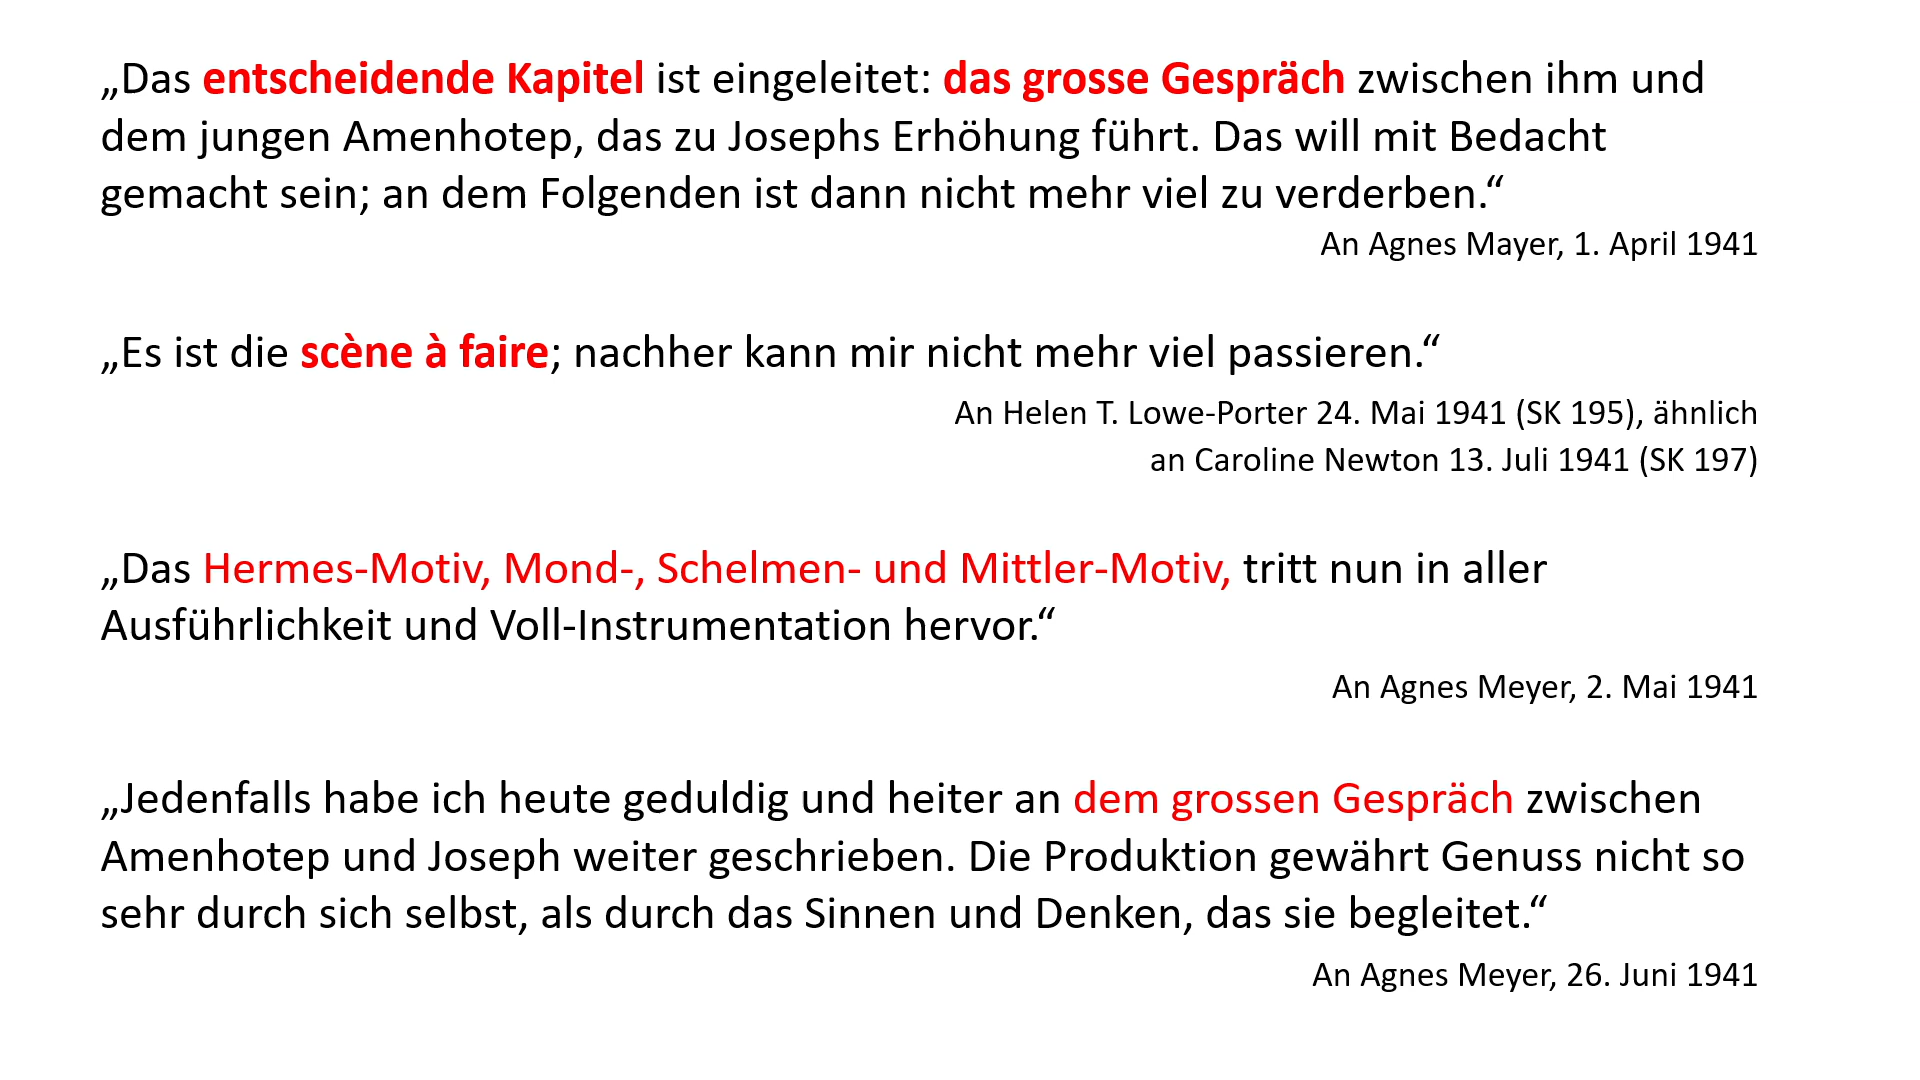 „Das entscheidende Kapitel ist eingeleitet: das grosse Gespräch zwischen ihm und
dem jungen Amenhotep, das zu Josephs Erhöhung führt. Das will mit Bedacht
gemacht sein; an dem Folgenden ist dann nicht mehr viel zu verderben.“
An Agnes Mayer, 1. April 1941
„Es ist die scène à faire; nachher kann mir nicht mehr viel passieren.“
An Helen T. Lowe-Porter 24. Mai 1941 (SK 195), ähnlich
an Caroline Newton 13. Juli 1941 (SK 197)
„Das Hermes-Motiv, Mond-, Schelmen- und Mittler-Motiv, tritt nun in aller
Ausführlichkeit und Voll-Instrumentation hervor.“
An Agnes Meyer, 2. Mai 1941
„Jedenfalls habe ich heute geduldig und heiter an dem grossen Gespräch zwischen
Amenhotep und Joseph weiter geschrieben. Die Produktion gewährt Genuss nicht so
sehr durch sich selbst, als durch das Sinnen und Denken, das sie begleitet.“
An Agnes Meyer, 26. Juni 1941